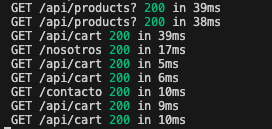 GET /api/products? 200 in 39ms
GET /api/products? 200 in 38ms
GET /api/cart 200 in 39ms
GET /nosotros 200 in 17ms
GET /api/cart 200 in 5ms
GET /api/cart 200 in 6ms
GET /contacto 200 in 10ms
GET /api/cart 200 in 9ms
GET /api/cart 200 in 10ms